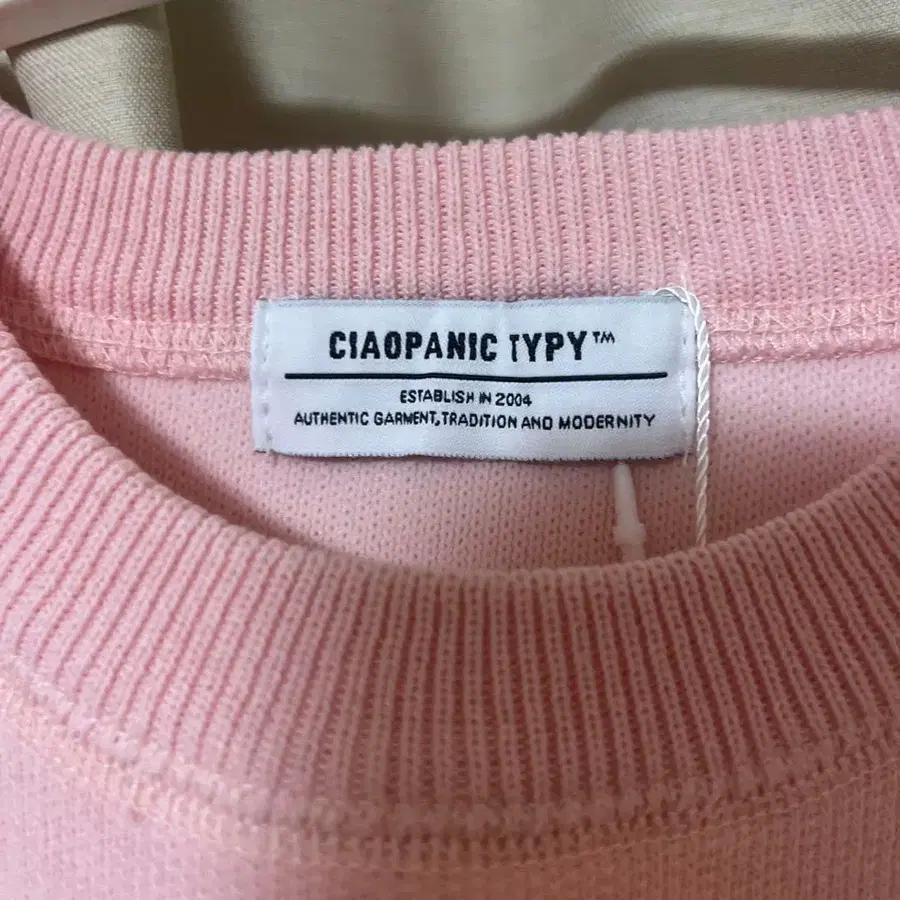 CIAOPANIC TYPY™
ESTABLISH IN 2004
AUTHENTIC GARMENT,TRADITION AND MODERNITY